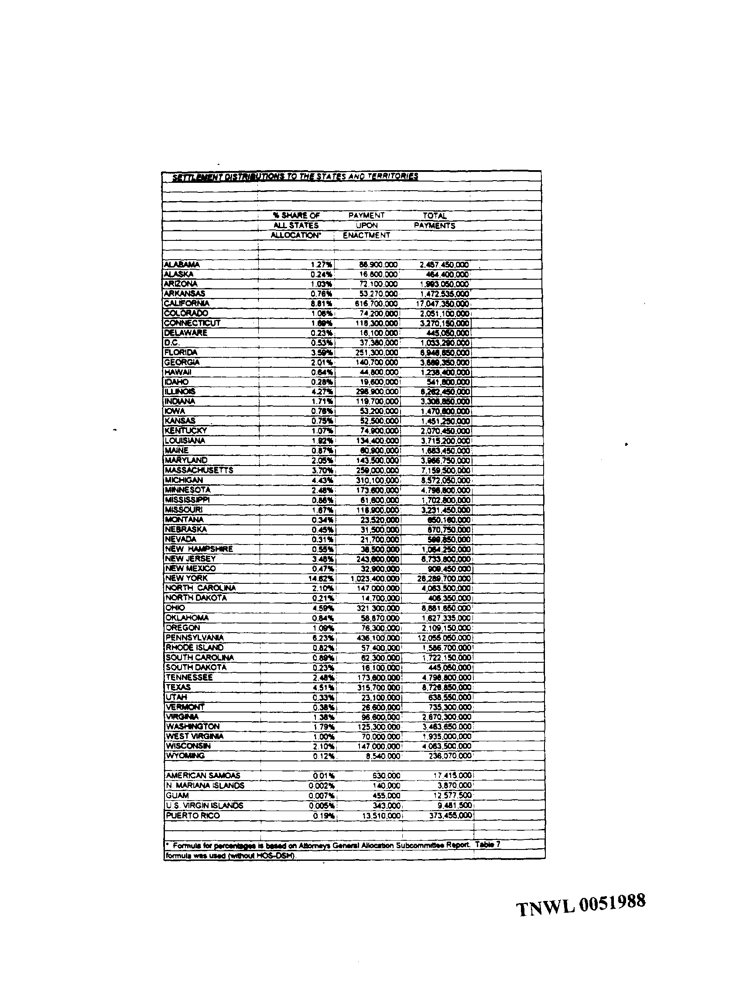 SETTLEMENT DISTRIBUTIONS TO THE STATES AND TERRITORIES
% SHARE OF PAYMENT TOTAL
ALL STATES UPON PAYMENTS
ALLOCATION* ENACTMENT
ALABAMA 1.27% 88.900.000 2.457.450.000
ALASKA 0.24% 16 800.000 464.400.000
ARIZONA 1.03% 72 100.000 1.993.050.000
ARKANSAS 0.76% 53.270.000 1,472.535.000
CALIFORNIA 8.81% 616 700.000 17.047.350.000
COLORADO 1 06% 74,200,000 2.051.100.000
CONNECTICUT 1 69% 118,300.000 3,270,150.000
DELAWARE 0.23% 16,100.000 445.050.000
D.C. 0.53% 37.380.000 1,033.290.000
FLORIDA 3.59% 251,300.000 6,946.850.000
GEORGIA 2.01% 140,700 000 3.889.350.000
HAWAII 0.64% 44,800.000 1.238.400.000
IDAHO 0.28% 19,600,000 541,800,000
ILLINOIS 4.27% 298 900.000 8,262,450.000
INDIANA 1.71% 119 700.000 3.308,850.000
IOWA 0.76% 53.200.000 1,470,600.000
KANSAS 0.75% 52 500.000 1,451,250.000
KENTUCKY 1.07% 74.900,000 2.070,450.000
LOUISIANA 1.92% 134,400.000 3,715.200.000
MAINE 0.87% 60,900,000 1,683,450,000
MARYLAND 2.05% 143,500.000 3,966 750.000
MASSACHUSETTS 3.70% 259,000.000 7,159,500,000
MICHIGAN 4.43% 310,100,000 8,572,050,000
MINNESOTA 2.48% 173,600,000 4,798,800,000
MISSISSIPPI 0.88% 61,600,000 1,702,800,000
MISSOURI 1.67% 116,900,000 3,231,450,000
MONTANA 0 34% 23.520,000 650,160,000
NEBRASKA 0.45% 31,500,000 870,750.000
NEVADA 0.31% 21,700,000 599,850,000
NEW HAMPSHIRE 0.55% 38,500,000 1,064,250,000
NEW JERSEY 3 48% 243,600,000 6,733,800,000
NEW MEXICO 0.47% 32.900,000 909,450,000
NEW YORK 14.62% 1,023.400.000 28,289,700,000
NORTH CAROLINA 2.10% 147 000.000 4,063,500,000
NORTH DAKOTA 0.21% 14,700,000 406,350,000
OHIO 4.59% 321 300.000 8,881 650,000
OKLAHOMA 0.84% 58,870,000 1.627 335,000
OREGON 1 09% 76,300,000 2.109,150.000
PENNSYLVANIA 6.23% 436,100,000 12,055 050,000
RHODE ISLAND 0.82% 57 400,000 1,586 700,000
SOUTH CAROLINA 0.89% 62 300.000 1,722 150,000
SOUTH DAKOTA 0.23% 16 100,000 445,050,000
TENNESSEE 2.48% 173,600,000 4 798,800,000
TEXAS 4.51% 315,700,000 8,726,850,000
UTAH 0.33% 23,100,000 638,550,000
VERMONT 0.38% 26 600,000 735,300,000
VIRGINIA 1 38% 96,600,000 2,670,300,000
WASHINGTON 1 79% 125,300.000 3 463,650 000
WEST VIRGINIA 1 00% 70 000 000 1 935,000,000
WISCONSIN 2.10% 147 000,000 4 063,500 000
WYOMING 0.12% 8,540 000 236,070 000
AMERICAN SAMOAS 0 01% 630 000 17 415 000
N MARIANA ISLANDS 0.002% 140 000 3,870 000
GUAM 0.007% 455,000 12 577 500
U.S. VIRGIN ISLANDS 0 005% 343,000 9,481 500
PUERTO RICO 0 19% 13,510,000 373,455,000
* Formula for percentages is based on Attorneys General Allocation Subcommittee Report. Table 7
formula was used (without HOS-DSH)
TNWL 0051988